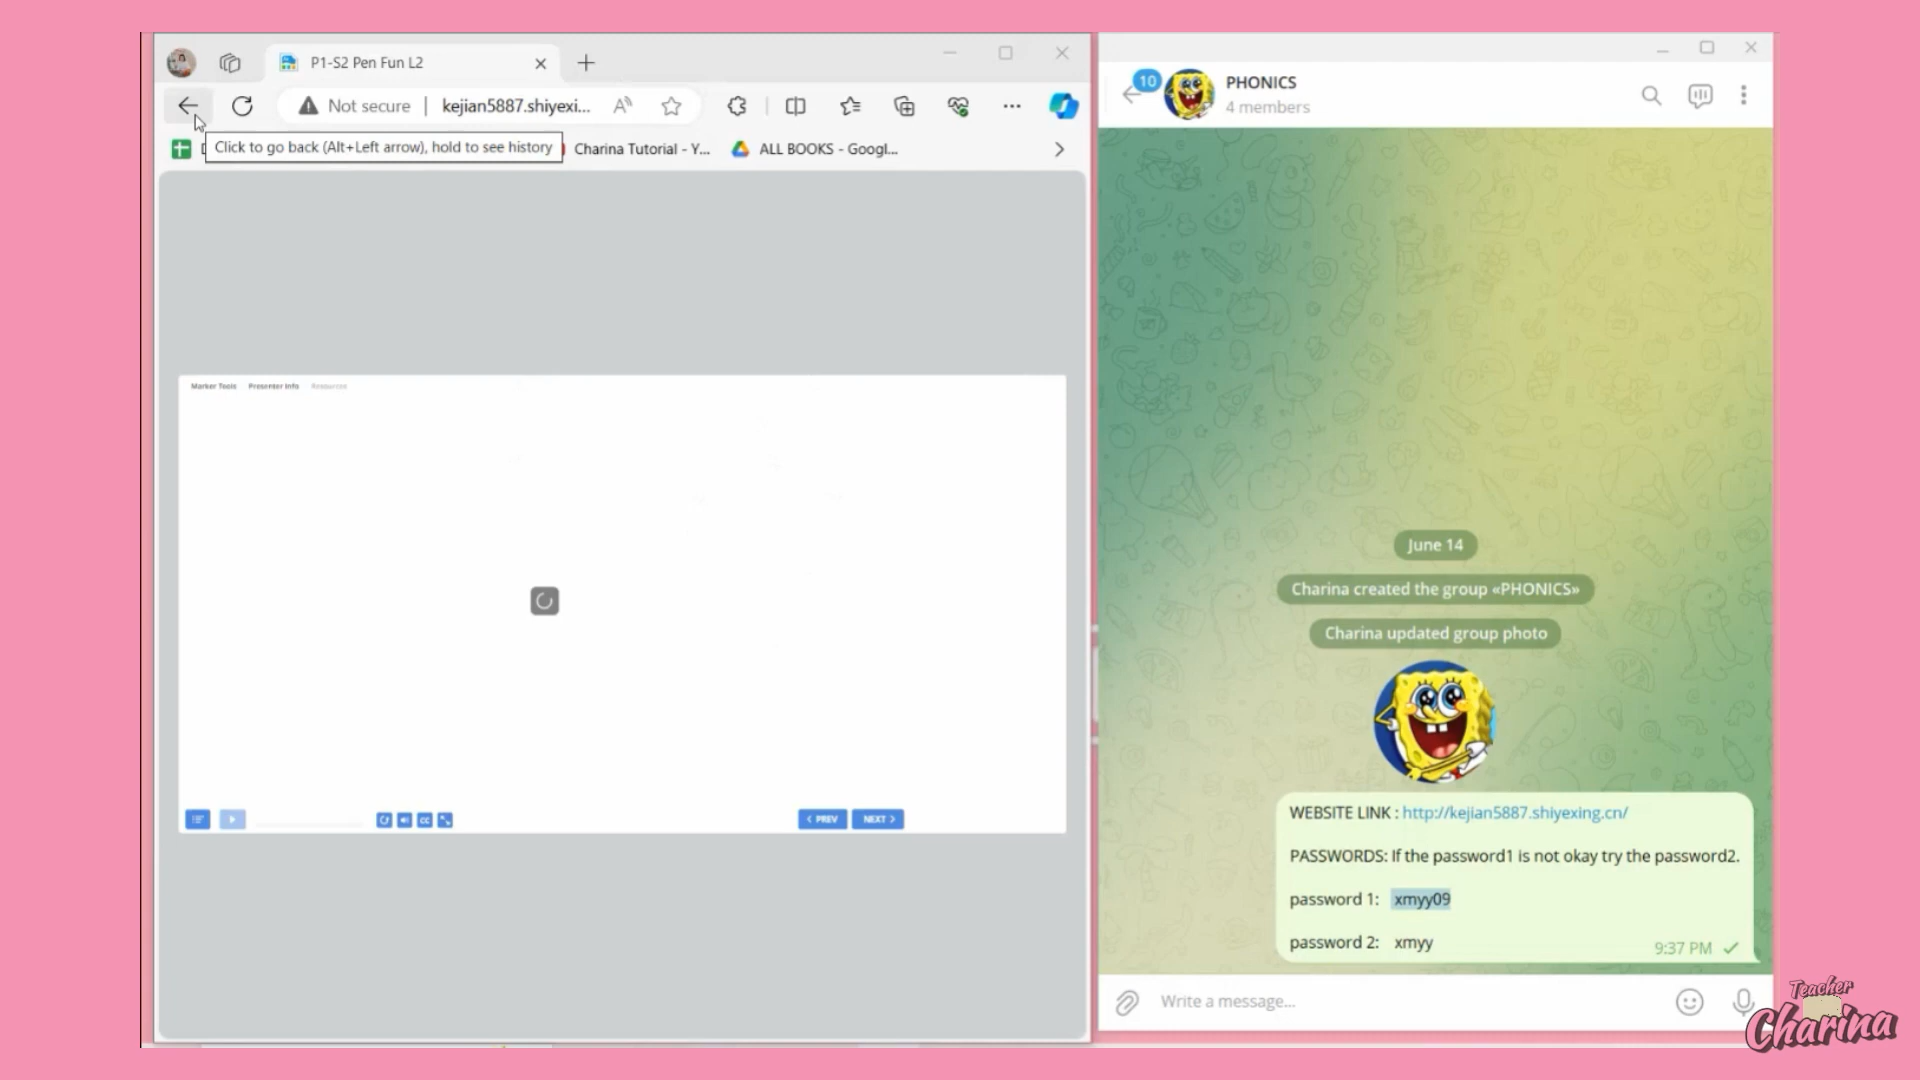 P1-S2 Pen Fun L2
Not secure
kejian5887.shiyexi...
Click to go back (Alt+Left arrow), hold to see history
Charina Tutorial - Y...
ALL BOOKS - Googl...
Marker Tools
Presenter Info
Resources
CC
< PREV
NEXT >
10
PHONICS
4 members
June 14
Charina created the group «PHONICS»
Charina updated group photo
WEBSITE LINK : http://kejian5887.shiyexing.cn/
PASSWORDS: If the password1 is not okay try the password2.
password 1: xmyy09
password 2: xmyy
9:37 PM
Write a message...
Teacher
Charina